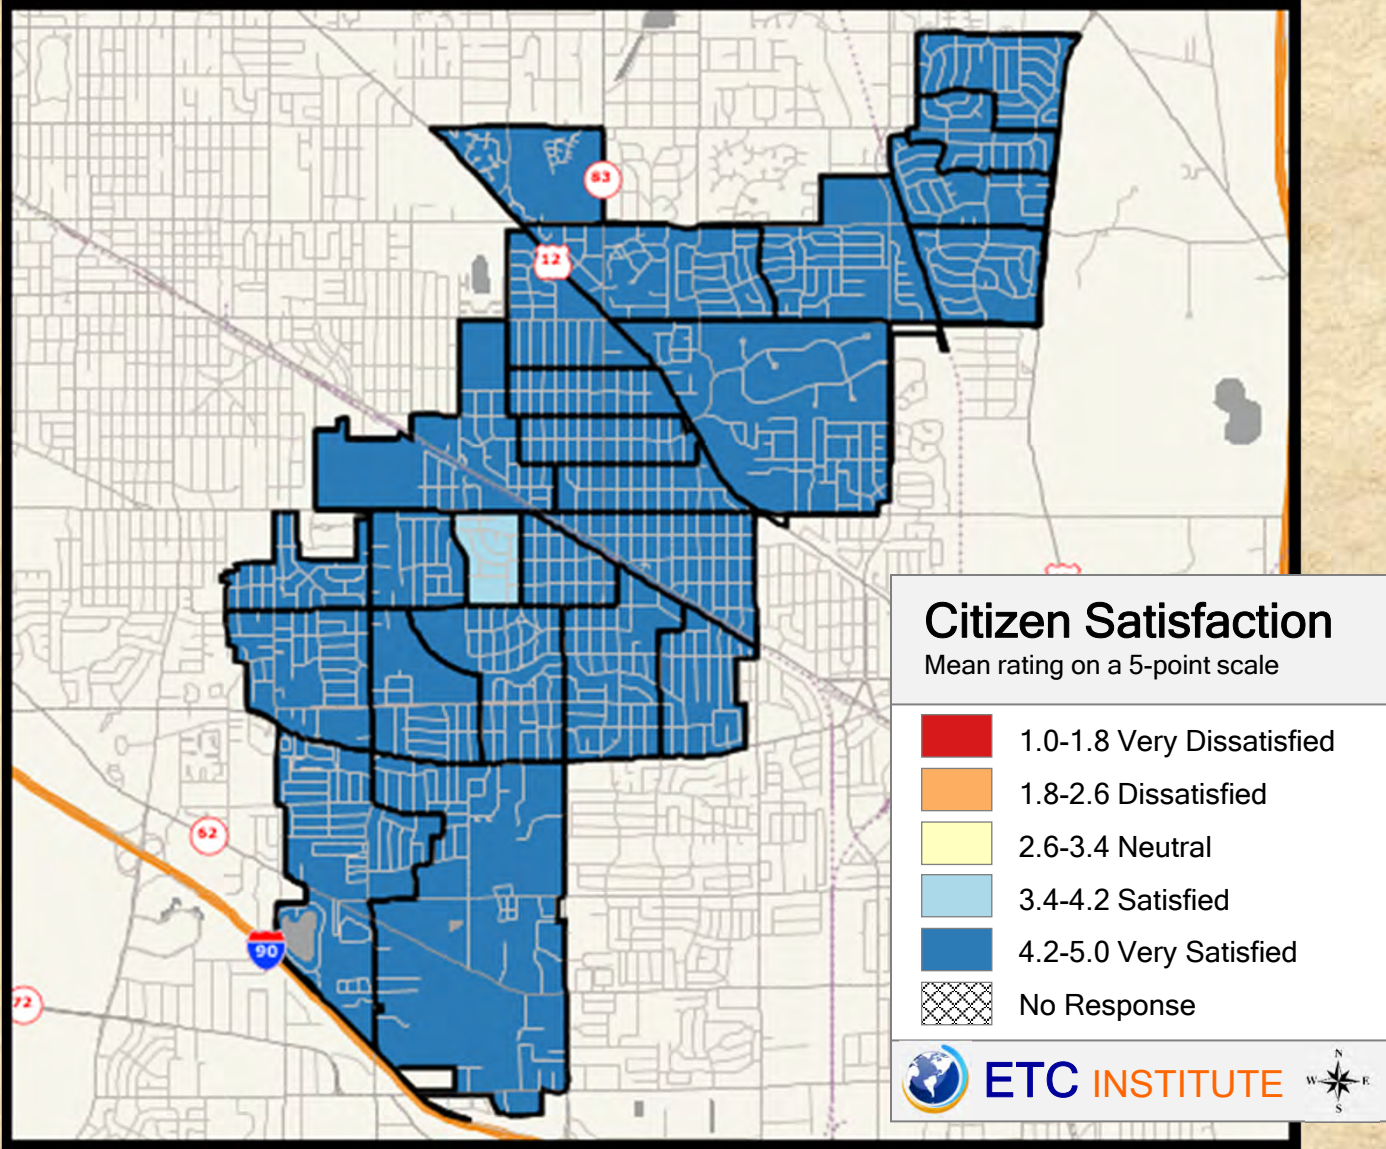 83
12
62
90
72
Citizen Satisfaction
Mean rating on a 5-point scale
1.0-1.8 Very Dissatisfied
1.8-2.6 Dissatisfied
2.6-3.4 Neutral
3.4-4.2 Satisfied
4.2-5.0 Very Satisfied
No Response
ETC INSTITUTE
N
W E
S